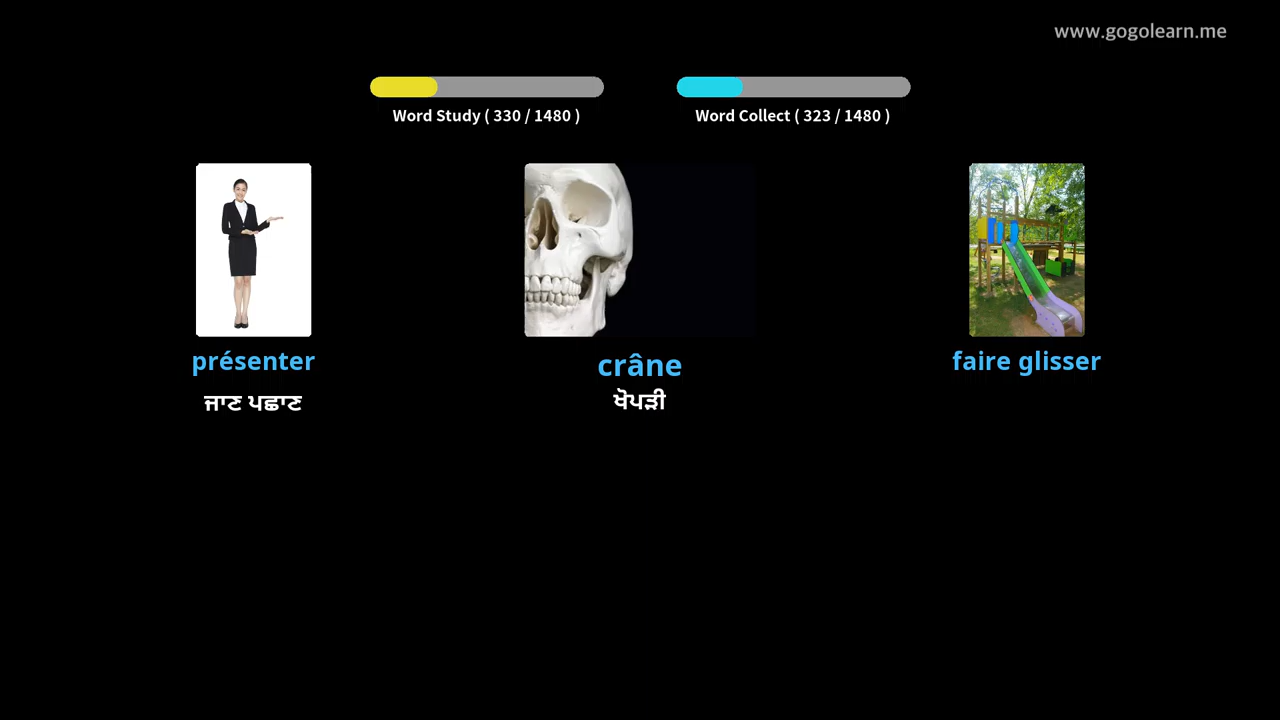 www.gogolearn.me
Word Study ( 330 / 1480 )
Word Collect ( 323 / 1480 )
présenter
ਜਾਣ ਪਛਾਣ
crâne
ਖੋਪੜੀ
faire glisser